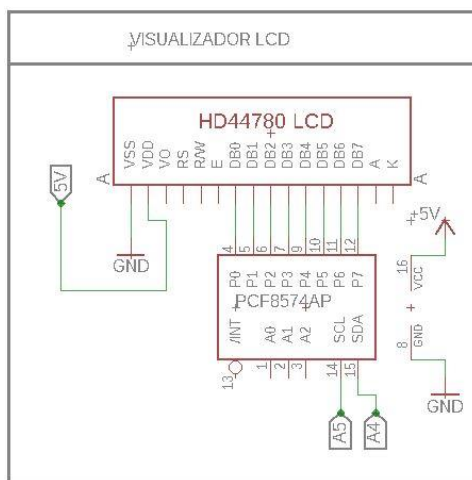 VISUALIZADOR LCD
HD44780 LCD
VSS VDD VO RS R/W E DB0 DB1 DB2 DB3 DB4 DB5 DB6 DB7 A K
A A
5V
GND
+5V
4 5 6 7 9 10 11 12
P0 P1 P2 P3 P4 P5 P6 P7
PCF8574AP
/INT A0 A1 A2 SCL SDA
13 1 2 3 14 15
16 VCC
8 GND
GND
A5 A4